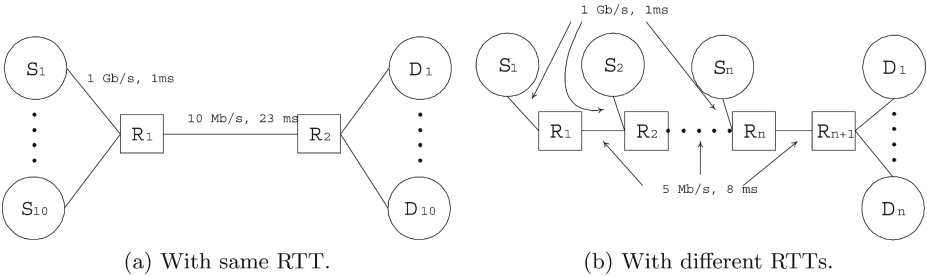 S1
1 Gb/s, 1ms
R1
10 Mb/s, 23 ms
R2
D1
S10
D10
(a) With same RTT.
1 Gb/s, 1ms
S1
S2
Sn
D1
R1
R2
Rn
Rn+1
5 Mb/s, 8 ms
Dn
(b) With different RTTs.